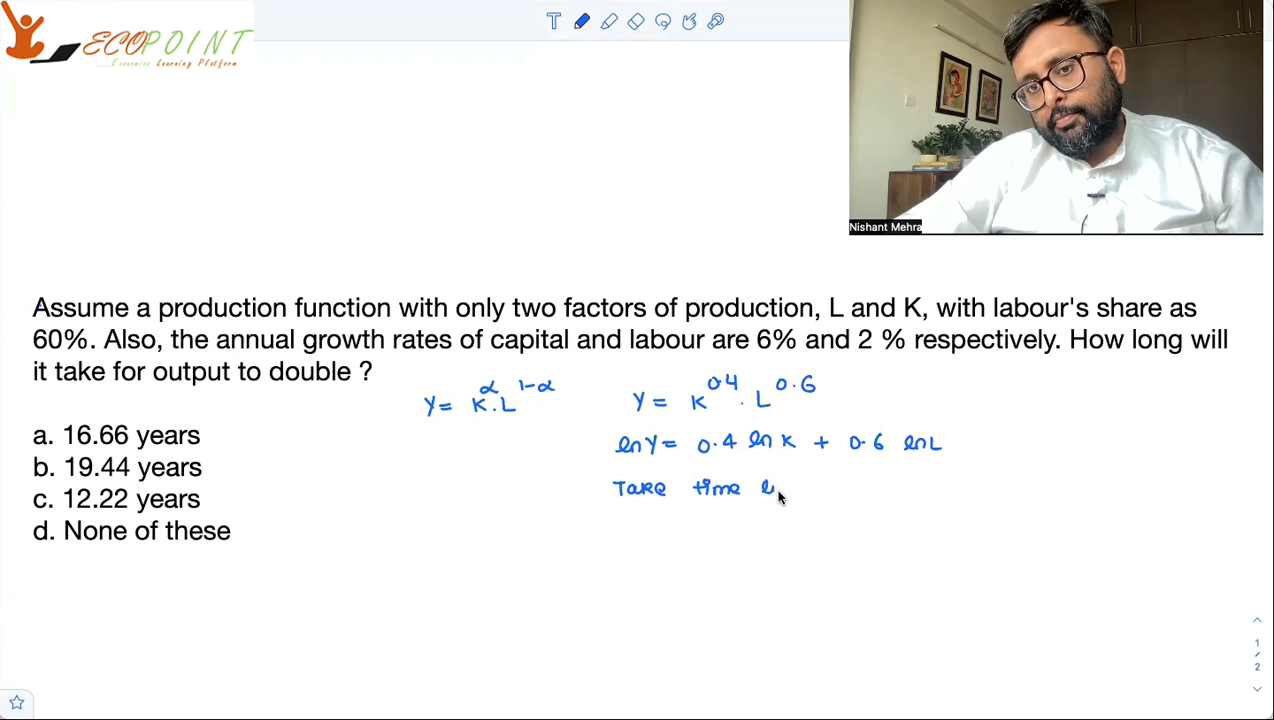 ECOPOINT
.....Economics Learning Platform
T
Nishant Mehra
Assume a production function with only two factors of production, L and K, with labour's share as
60%. Also, the annual growth rates of capital and labour are 6% and 2 % respectively. How long will
it take for output to double ?
Y = K^α . L^1-α
Y = K^0.4 . L^0.6
a. 16.66 years
ln Y = 0.4 ln K + 0.6 ln L
b. 19.44 years
Take time
c. 12.22 years
d. None of these
1
/
2